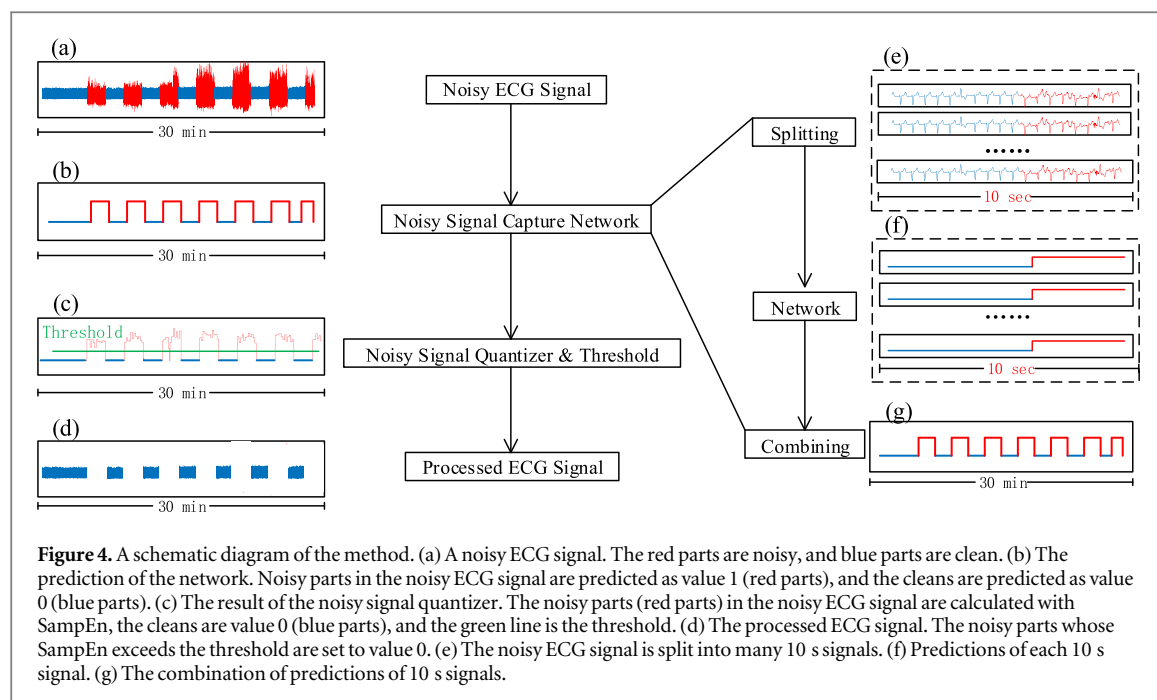 (a)
30 min
(b)
30 min
(c)
Threshold
30 min
(d)
30 min
Noisy ECG Signal
Noisy Signal Capture Network
Noisy Signal Quantizer & Threshold
Processed ECG Signal
Splitting
Network
Combining
(e)
......
10 sec
(f)
......
10 sec
(g)
30 min
Figure 4. A schematic diagram of the method. (a) A noisy ECG signal. The red parts are noisy, and blue parts are clean. (b) The
prediction of the network. Noisy parts in the noisy ECG signal are predicted as value 1 (red parts), and the cleans are predicted as value
0 (blue parts). (c) The result of the noisy signal quantizer. The noisy parts (red parts) in the noisy ECG signal are calculated with
SampEn, the cleans are value 0 (blue parts), and the green line is the threshold. (d) The processed ECG signal. The noisy parts whose
SampEn exceeds the threshold are set to value 0. (e) The noisy ECG signal is split into many 10 s signals. (f) Predictions of each 10 s
signal. (g) The combination of predictions of 10 s signals.